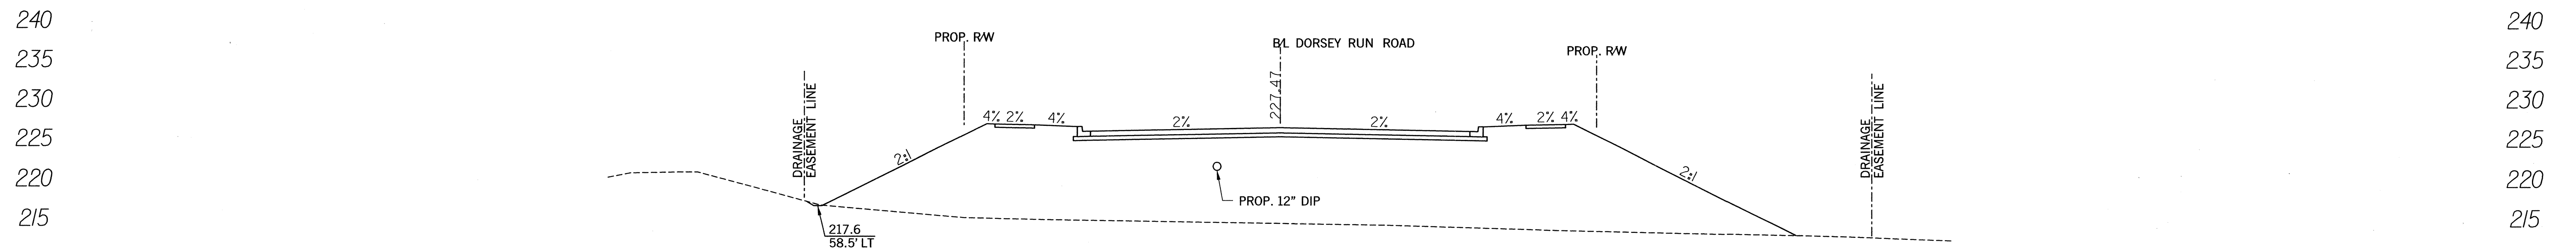 240
240
PROP. R/W
B/L DORSEY RUN ROAD
PROP. R/W
235
235
230
230
DRAINAGE
EASEMENT LINE
227.47
DRAINAGE
EASEMENT LINE
4% 2% 4%
2%
2%
4% 2% 4%
225
225
2:1
2:1
220
220
PROP. 12" DIP
215
215
217.6
58.5' LT